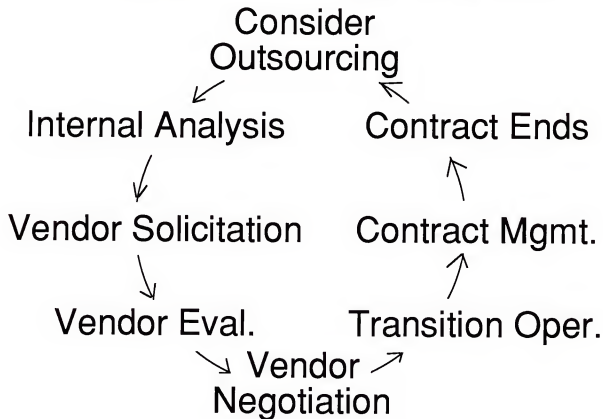 Consider
Outsourcing
Internal Analysis
Contract Ends
Vendor Solicitation
Contract Mgmt.
Vendor Eval.
Transition Oper.
Vendor
Negotiation